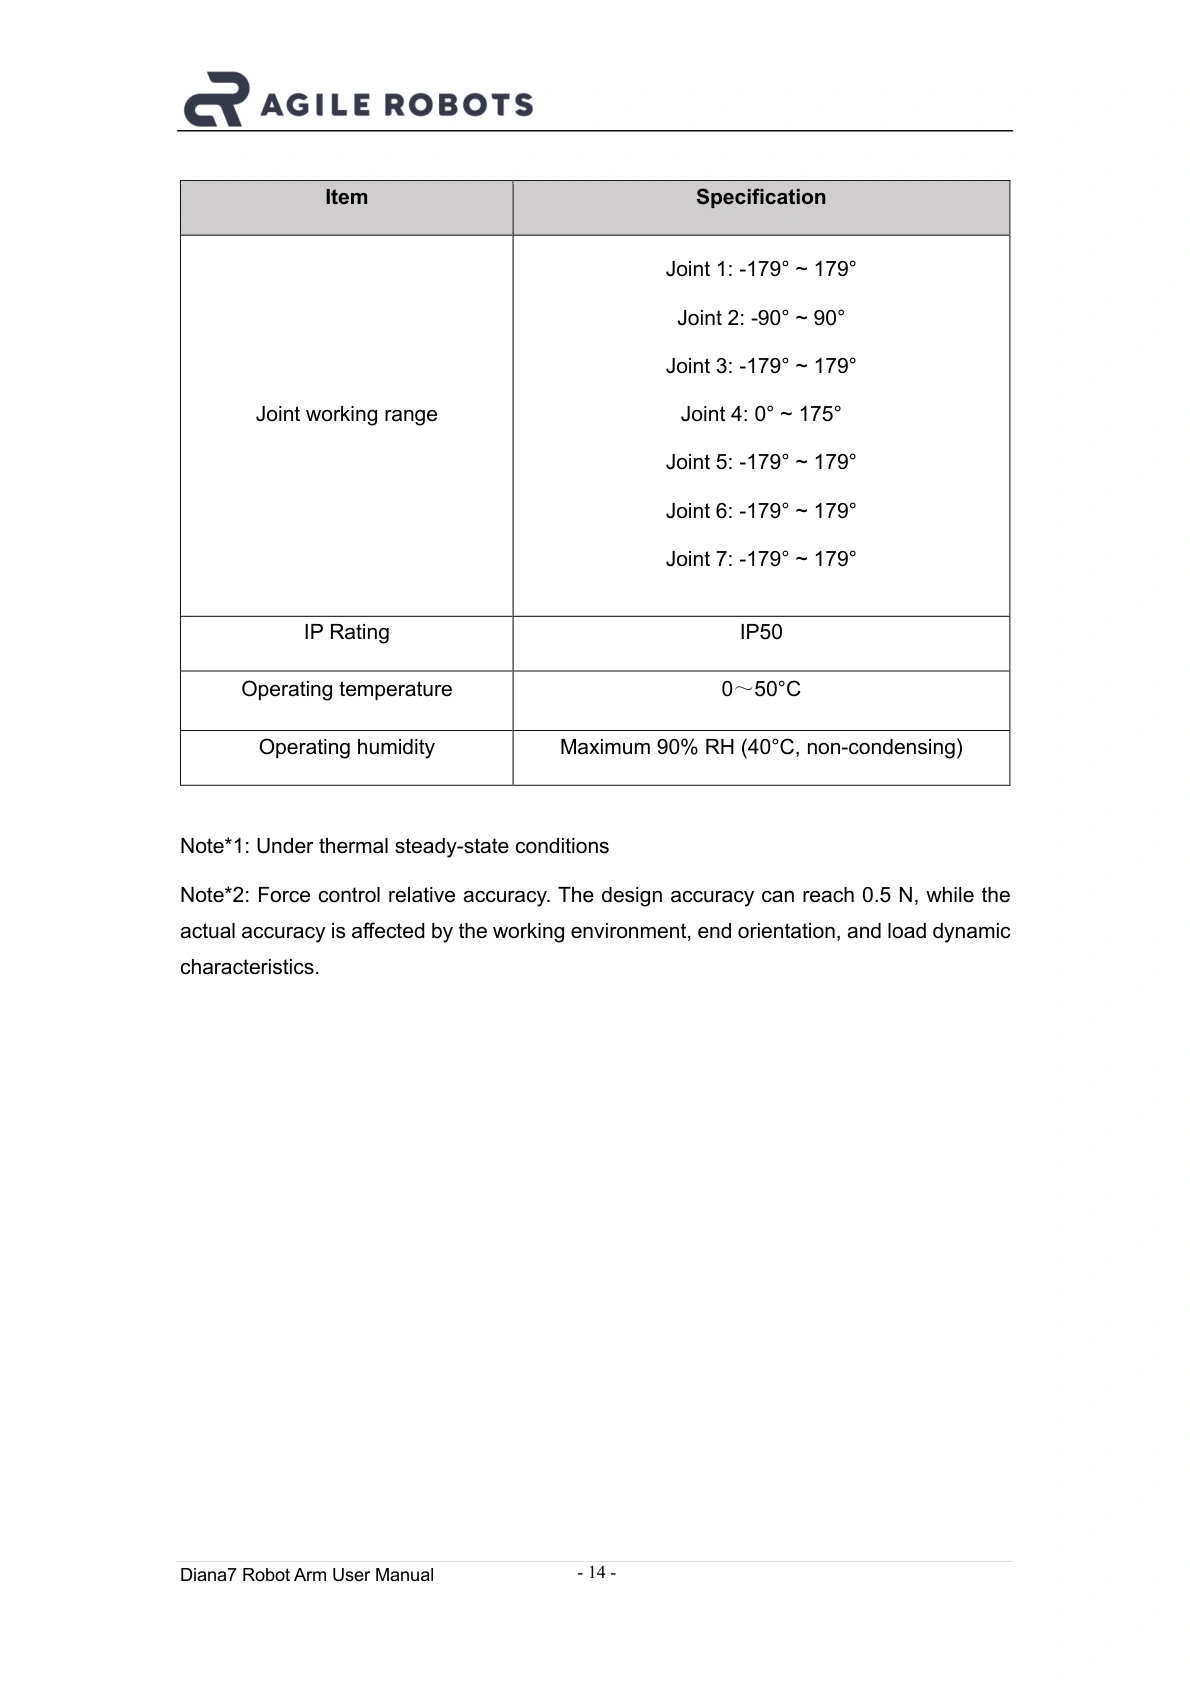 AGILE ROBOTS
Item Specification
Joint 1: -179° ~ 179°
Joint 2: -90° ~ 90°
Joint 3: -179° ~ 179°
Joint working range Joint 4: 0° ~ 175°
Joint 5: -179° ~ 179°
Joint 6: -179° ~ 179°
Joint 7: -179° ~ 179°
IP Rating IP50
Operating temperature 0～50°C
Operating humidity Maximum 90% RH (40°C, non-condensing)
Note*1: Under thermal steady-state conditions
Note*2: Force control relative accuracy. The design accuracy can reach 0.5 N, while the
actual accuracy is affected by the working environment, end orientation, and load dynamic
characteristics.
Diana7 Robot Arm User Manual - 14 -